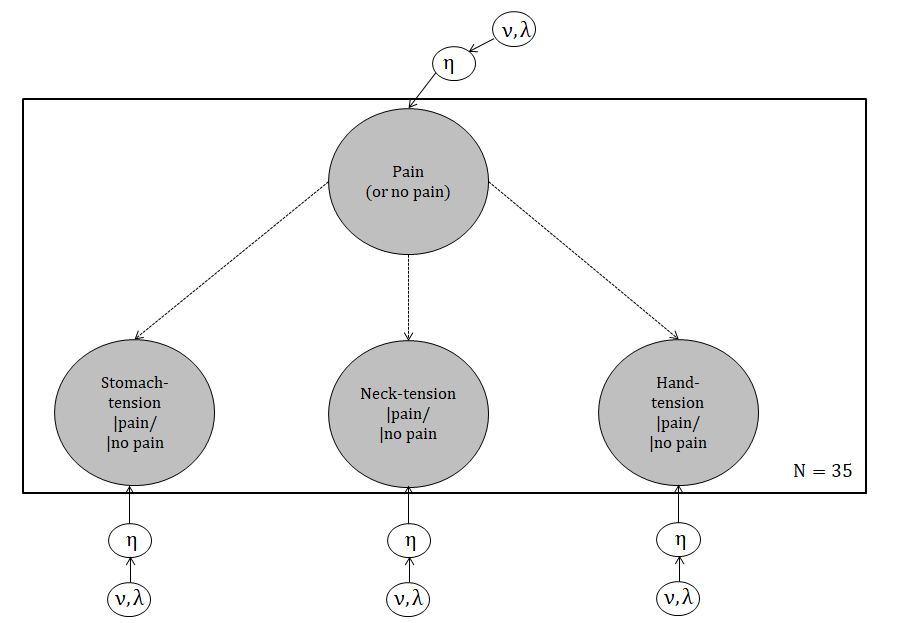 ν,λ
η
Pain
(or no pain)
Stomach-
tension
|pain/
|no pain
Neck-tension
|pain/
|no pain
Hand-
tension
|pain/
|no pain
N = 35
η
η
η
ν,λ
ν,λ
ν,λ